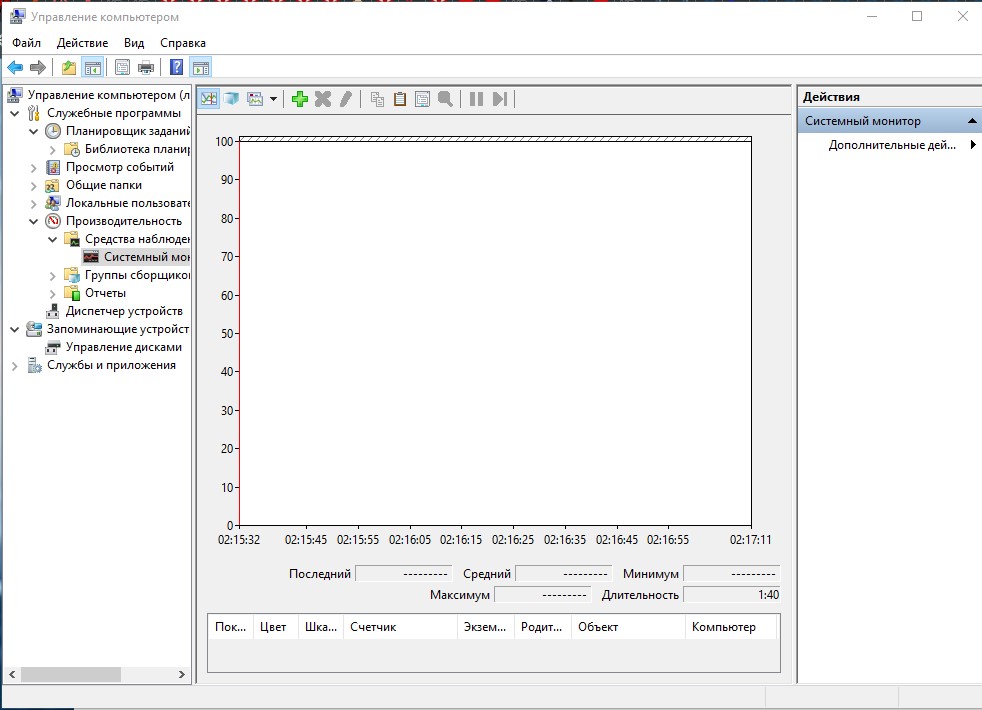 Управление компьютером
Файл Действие Вид Справка
Управление компьютером (л
Служебные программы
Планировщик заданий
Библиотека планир
Просмотр событий
Общие папки
Локальные пользовате
Производительность
Средства наблюден
Системный мон
Группы сборщиков
Отчеты
Диспетчер устройств
Запоминающие устройст
Управление дисками
Службы и приложения
100
90
80
70
60
50
40
30
20
10
0
02:15:32 02:15:45 02:15:55 02:16:05 02:16:15 02:16:25 02:16:35 02:16:45 02:16:55 02:17:11
Последний --------- Средний --------- Минимум ---------
Максимум --------- Длительность 1:40
Пок... Цвет Шка... Счетчик Экзем... Родит... Объект Компьютер
Действия
Системный монитор
Дополнительные дей...